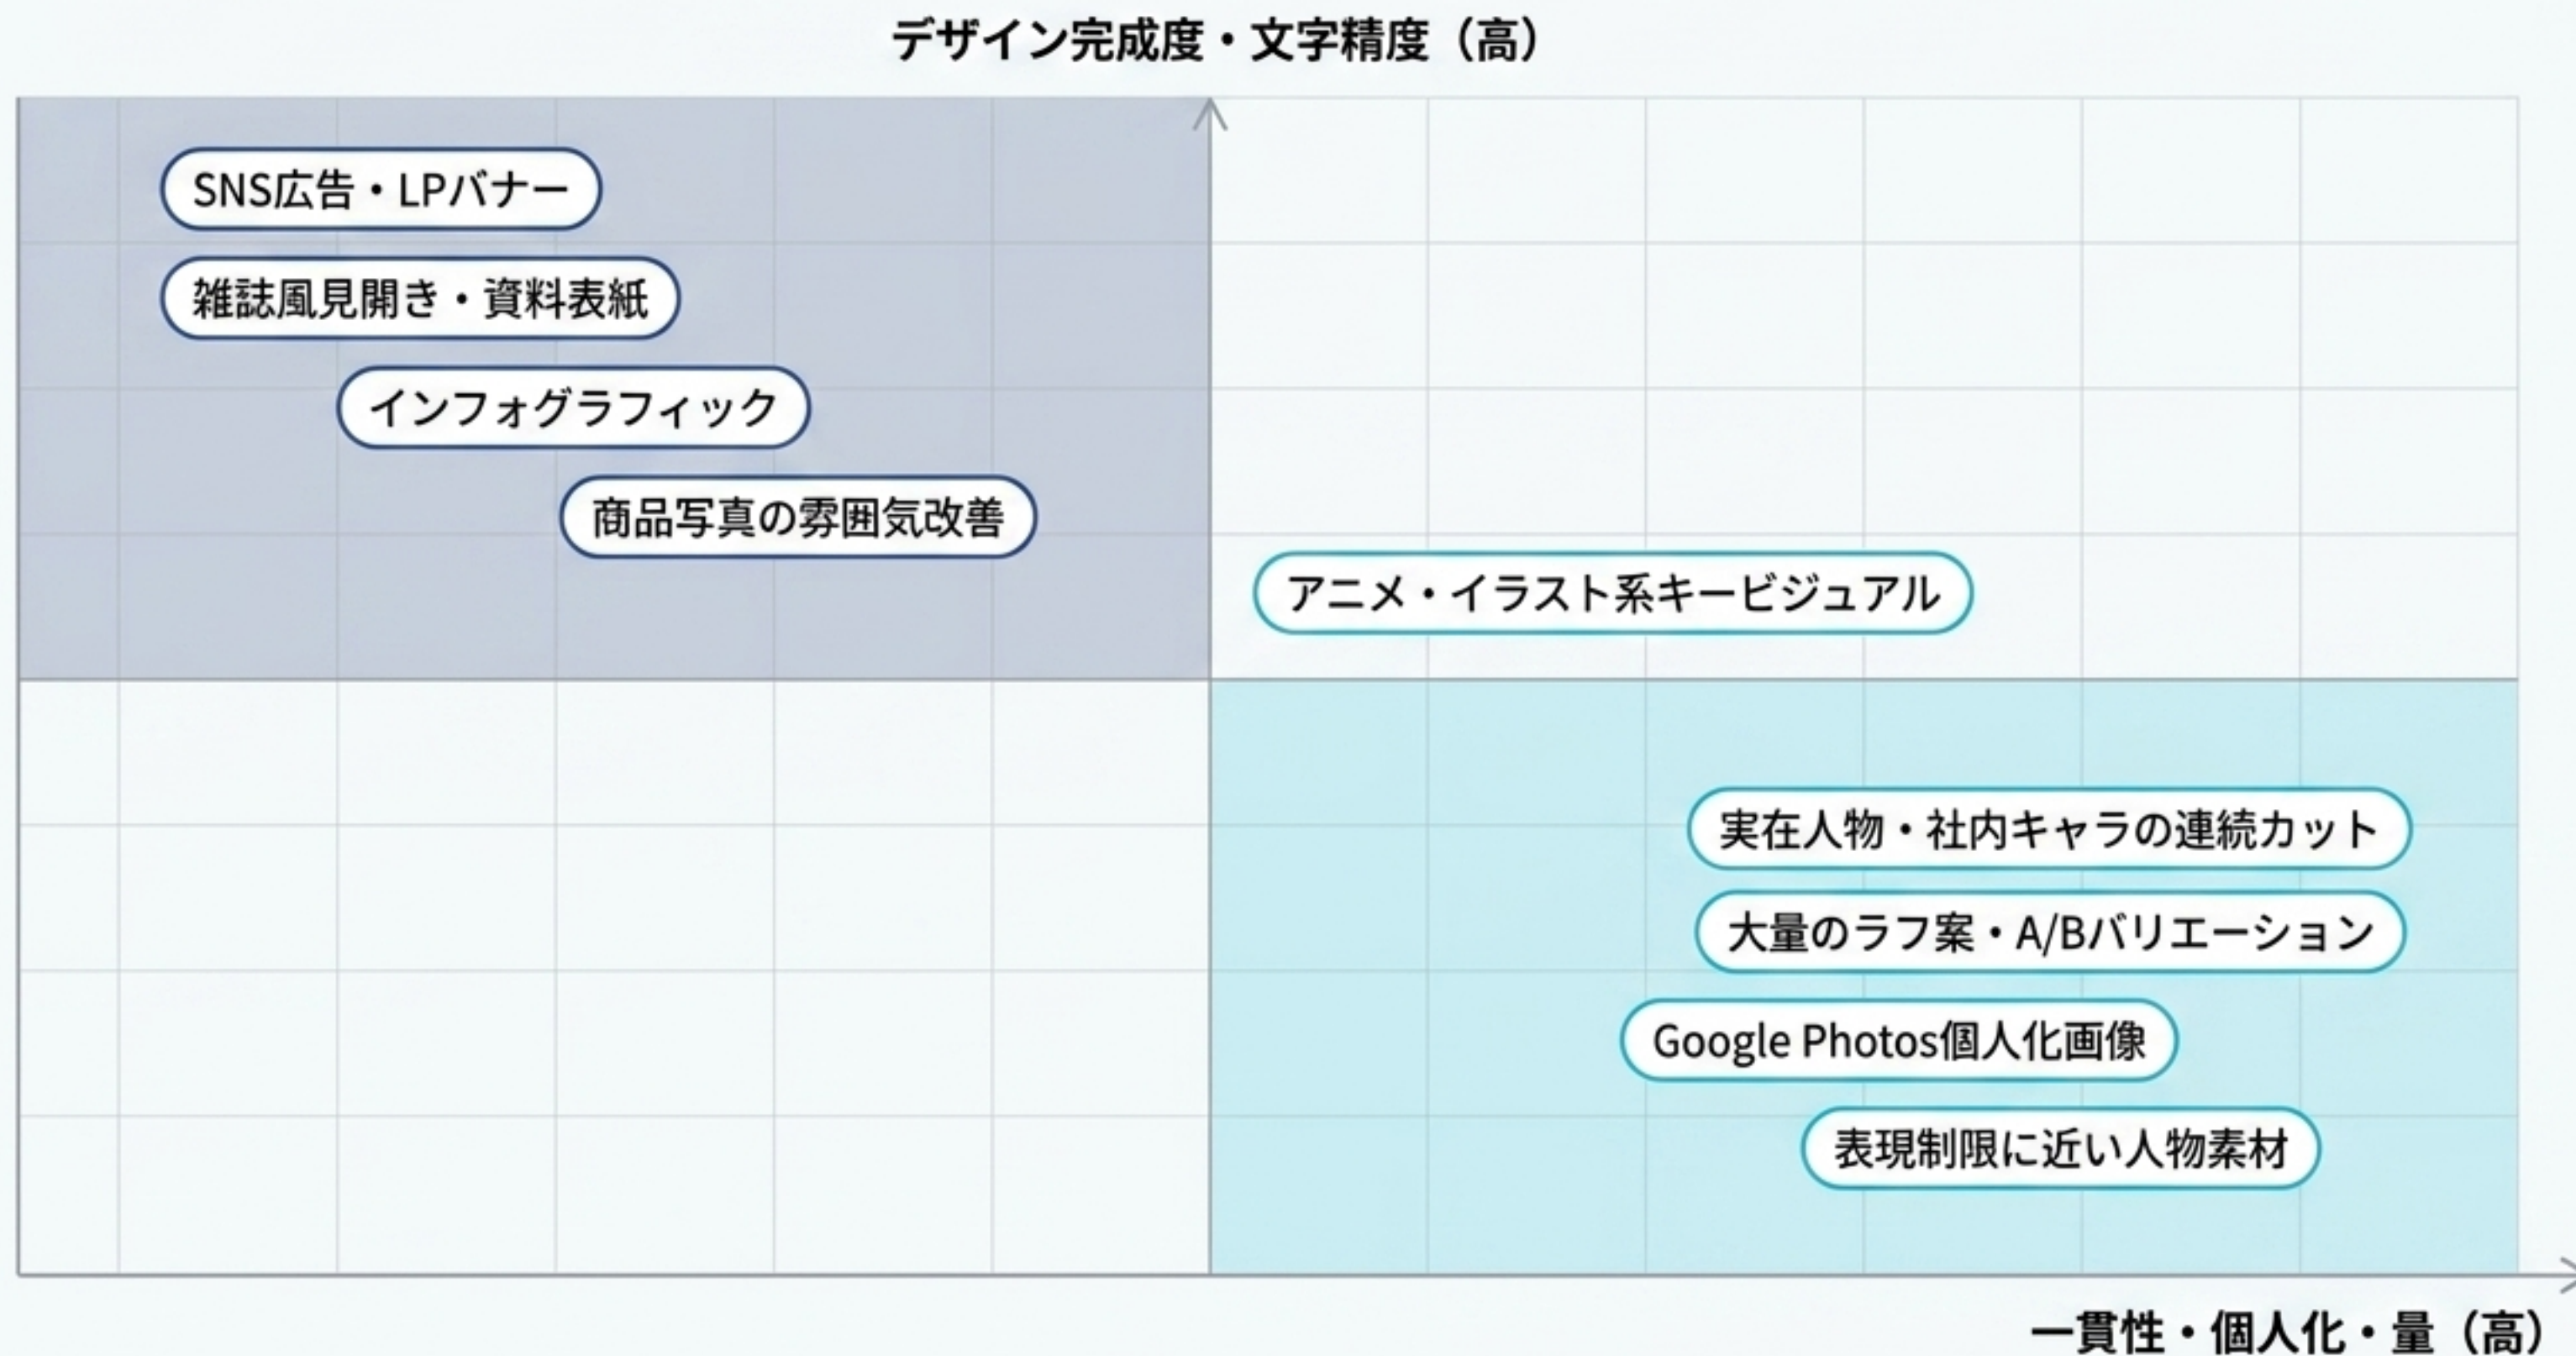 デザイン完成度・文字精度（高）
SNS広告・LPバナー
雑誌風見開き・資料表紙
インフォグラフィック
商品写真の雰囲気改善
アニメ・イラスト系キービジュアル
実在人物・社内キャラの連続カット
大量のラフ案・A/Bバリエーション
Google Photos個人化画像
表現制限に近い人物素材
一貫性・個人化・量（高）